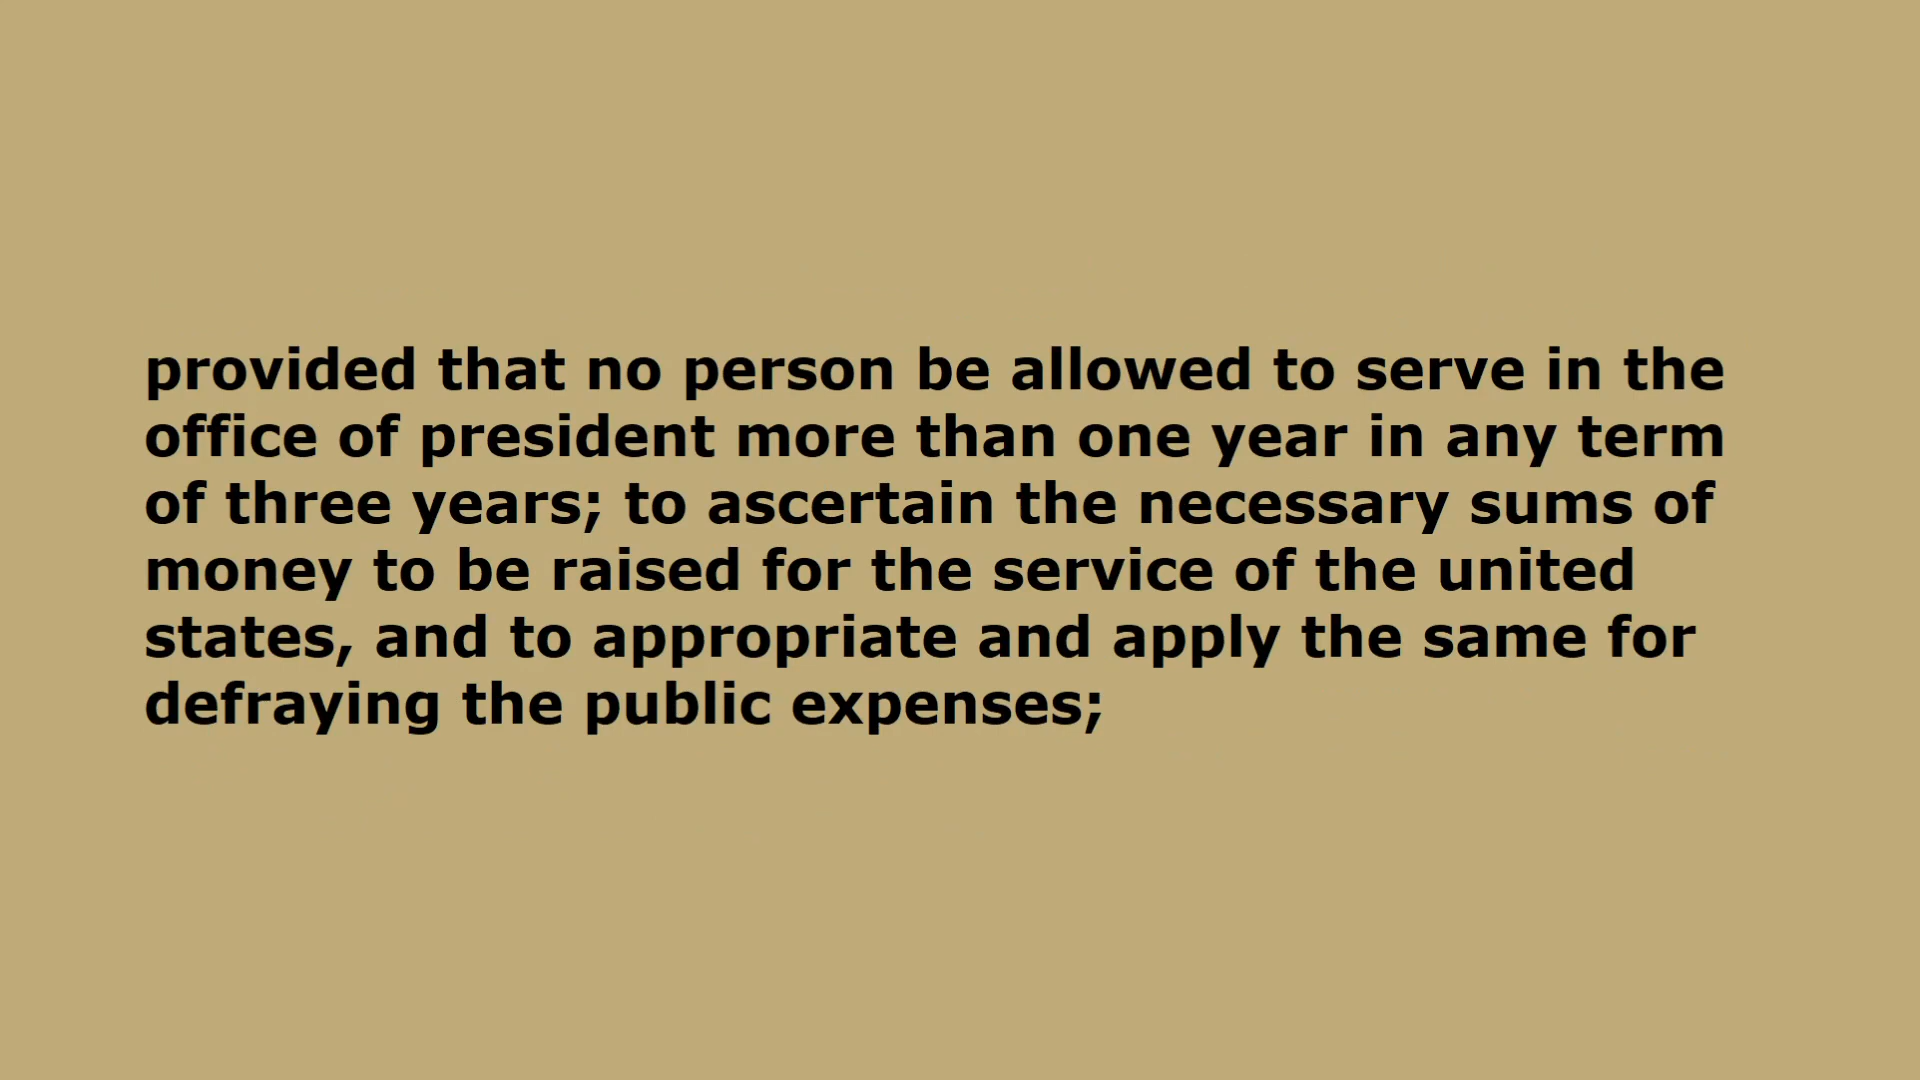 provided that no person be allowed to serve in the
office of president more than one year in any term
of three years; to ascertain the necessary sums of
money to be raised for the service of the united
states, and to appropriate and apply the same for
defraying the public expenses;